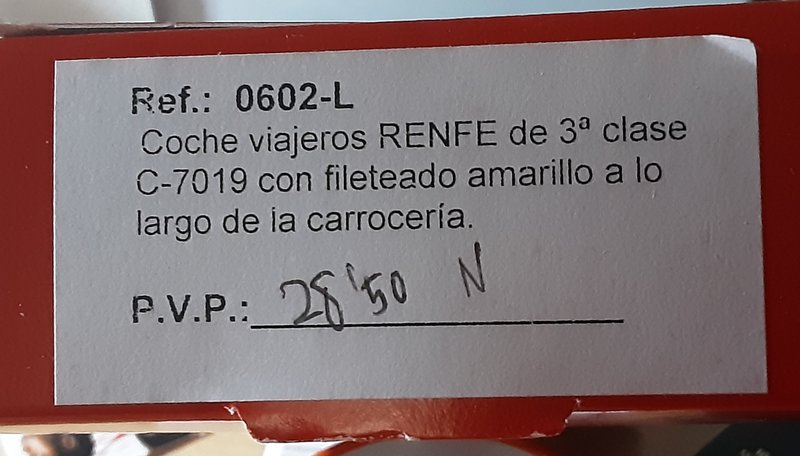 Ref.: 0602-L
Coche viajeros RENFE de 3ª clase
C-7019 con fileteado amarillo a lo
largo de la carrocería.
P.V.P.: 28'50 N